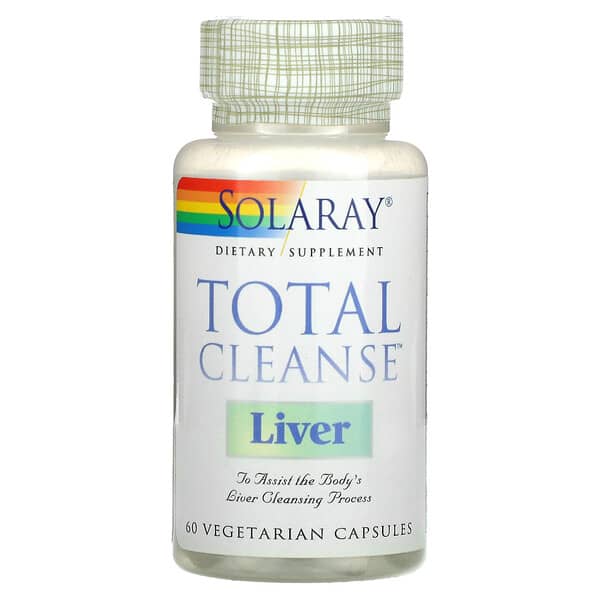 SOLARAY®
DIETARY SUPPLEMENT
TOTAL
CLEANSE™
Liver
To Assist the Body's
Liver Cleansing Process
60 VEGETARIAN CAPSULES